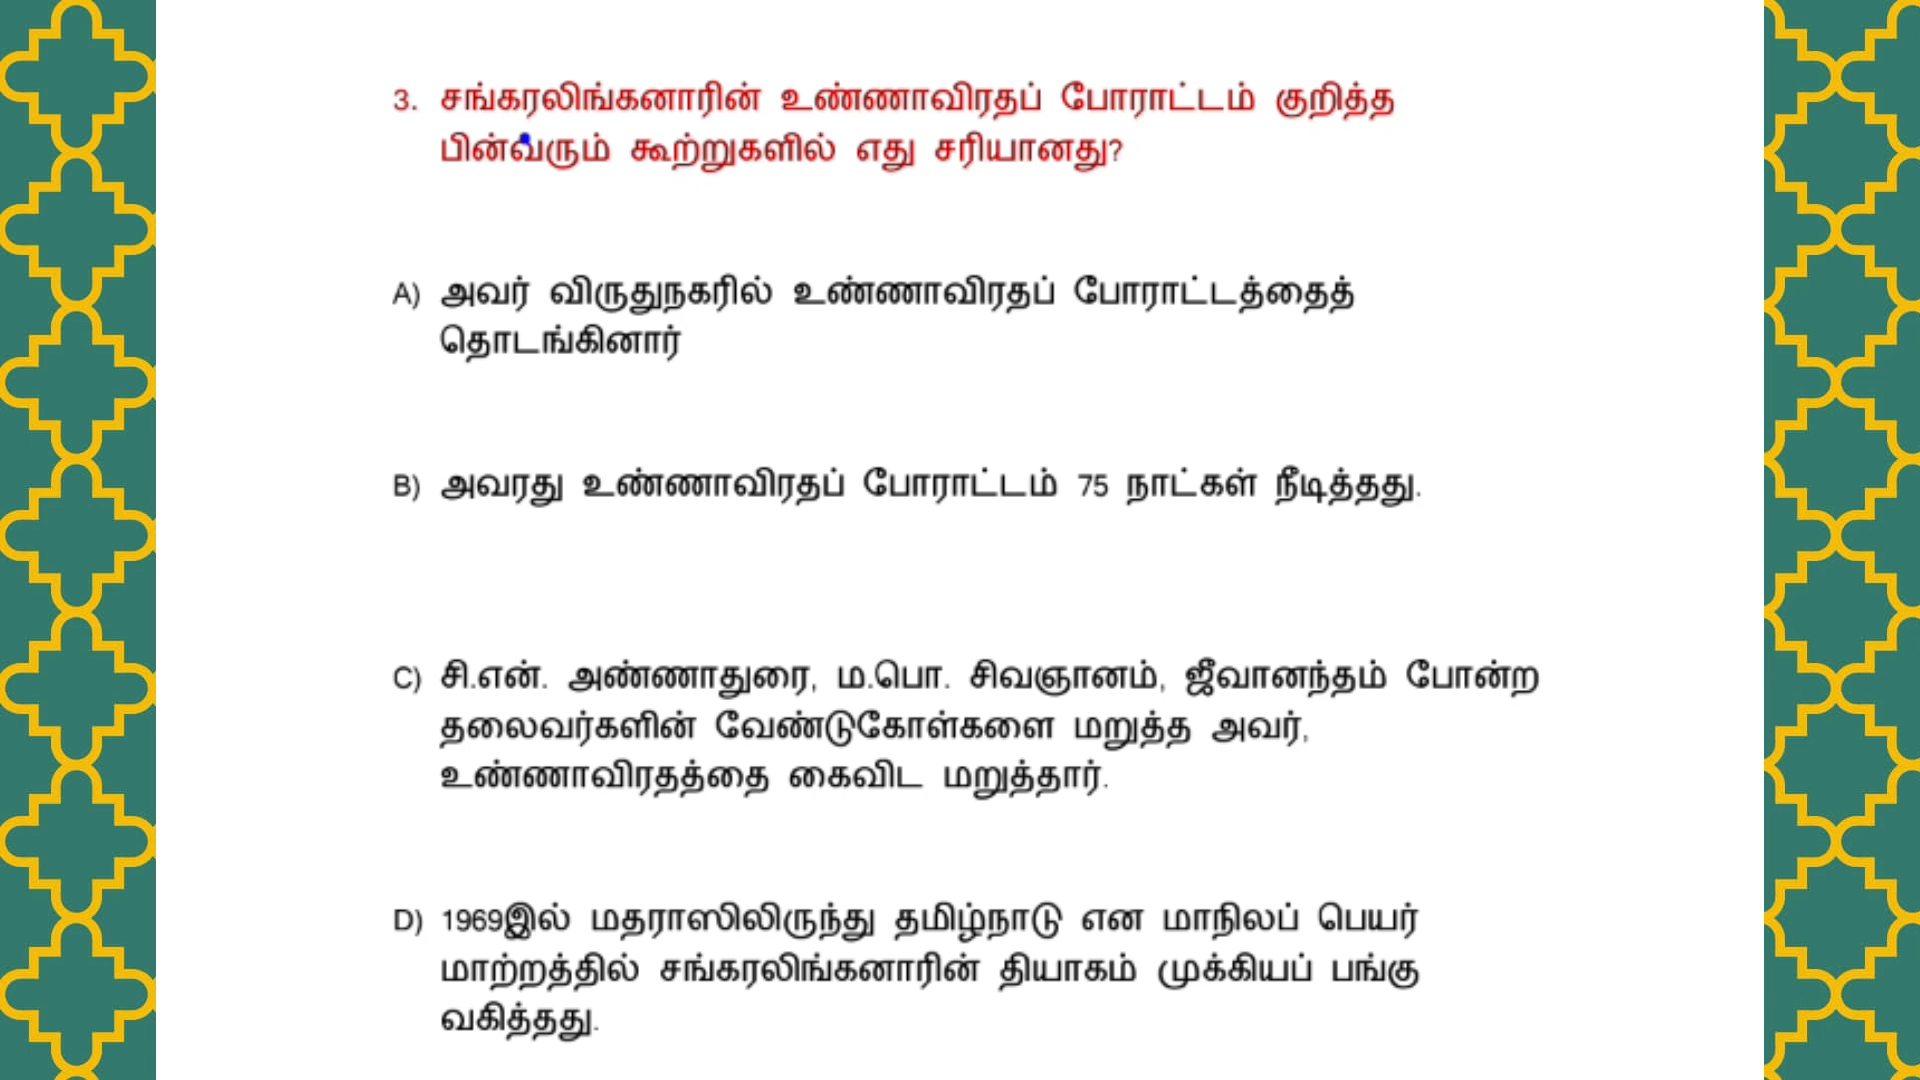 3. சங்கரலிங்கனாரின் உண்ணாவிரதப் போராட்டம் குறித்த
பின்வரும் கூற்றுகளில் எது சரியானது?
A) அவர் விருதுநகரில் உண்ணாவிரதப் போராட்டத்தைத்
தொடங்கினார்
B) அவரது உண்ணாவிரதப் போராட்டம் 75 நாட்கள் நீடித்தது.
C) சி.என். அண்ணாதுரை, ம.பொ. சிவஞானம், ஜீவானந்தம் போன்ற
தலைவர்களின் வேண்டுகோள்களை மறுத்த அவர்,
உண்ணாவிரதத்தை கைவிட மறுத்தார்.
D) 1969இல் மதராஸிலிருந்து தமிழ்நாடு என மாநிலப் பெயர்
மாற்றத்தில் சங்கரலிங்கனாரின் தியாகம் முக்கியப் பங்கு
வகித்தது.